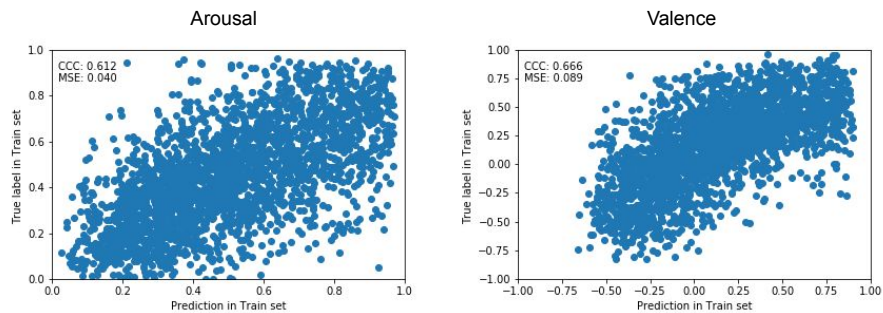 Arousal
CCC: 0.612
MSE: 0.040
1.0
0.8
0.6
0.4
0.2
0.0
True label in Train set
0.0 0.2 0.4 0.6 0.8 1.0
Prediction in Train set
Valence
CCC: 0.666
MSE: 0.089
1.00
0.75
0.50
0.25
0.00
−0.25
−0.50
−0.75
−1.00
True label in Train set
−1.00 −0.75 −0.50 −0.25 0.00 0.25 0.50 0.75 1.00
Prediction in Train set